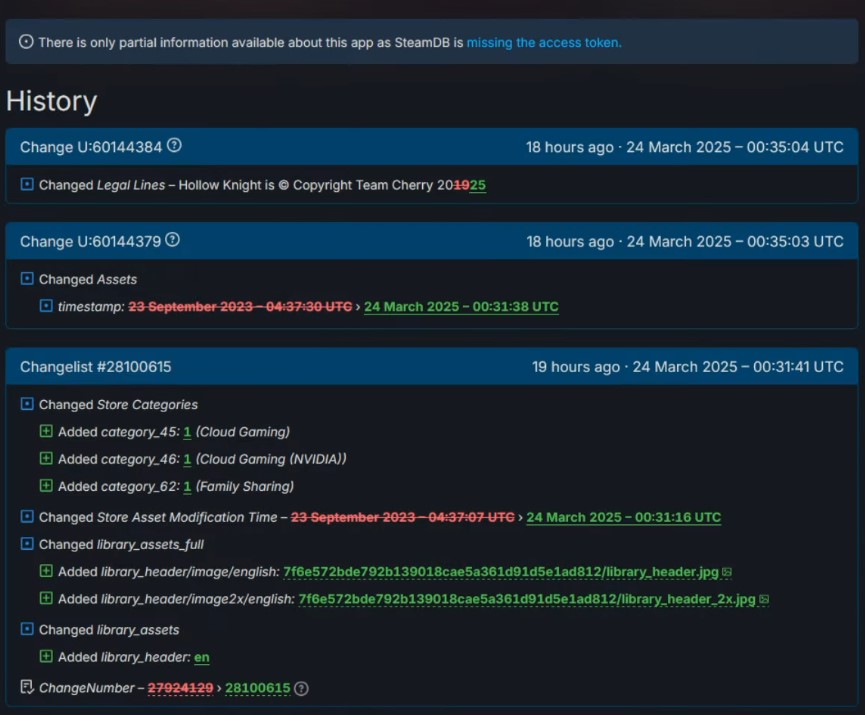 There is only partial information available about this app as SteamDB is missing the access token.
History
Change U:60144384 18 hours ago · 24 March 2025 – 00:35:04 UTC
Changed Legal Lines – Hollow Knight is © Copyright Team Cherry 201925
Change U:60144379 18 hours ago · 24 March 2025 – 00:35:03 UTC
Changed Assets
timestamp: 23 September 2023 – 04:37:30 UTC › 24 March 2025 – 00:31:38 UTC
Changelist #28100615 19 hours ago · 24 March 2025 – 00:31:41 UTC
Changed Store Categories
Added category_45: 1 (Cloud Gaming)
Added category_46: 1 (Cloud Gaming (NVIDIA))
Added category_62: 1 (Family Sharing)
Changed Store Asset Modification Time – 23 September 2023 – 04:37:07 UTC › 24 March 2025 – 00:31:16 UTC
Changed library_assets_full
Added library_header/image/english: 7f6e572bde792b139018cae5a361d91d5e1ad812/library_header.jpg
Added library_header/image2x/english: 7f6e572bde792b139018cae5a361d91d5e1ad812/library_header_2x.jpg
Changed library_assets
Added library_header: en
ChangeNumber – 27924129 › 28100615